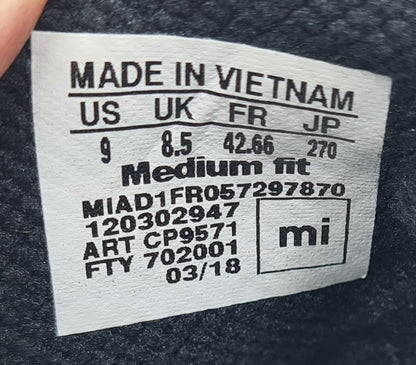 MADE IN VIETNAM
US UK FR JP
9 8.5 42.66 270
Medium fit
MIAD1FR057297870
120302947
ART CP9571
FTY 702001
03/18
mi